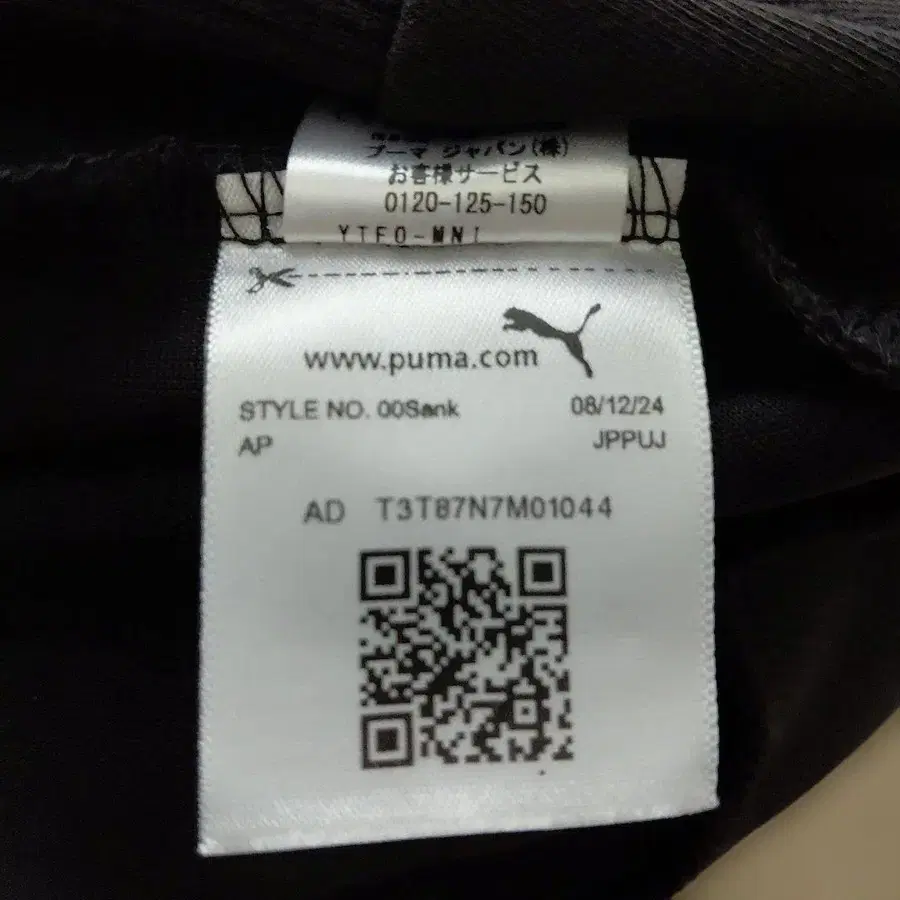 プーマ ジャパン(株)
お客様サービス
0120-125-150
www.puma.com
STYLE NO. 00Sank
08/12/24
AP
JPPUJ
AD T3T87N7M01044